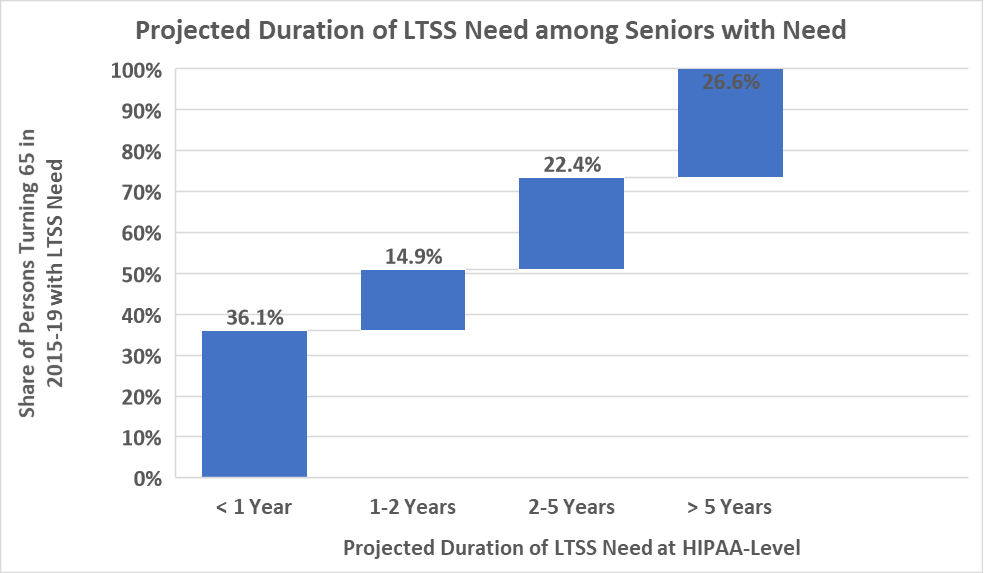 Projected Duration of LTSS Need among Seniors with Need
Share of Persons Turning 65 in
2015-19 with LTSS Need
100%
90%
80%
70%
60%
50%
40%
30%
20%
10%
0%
36.1%
14.9%
22.4%
26.6%
< 1 Year
1-2 Years
2-5 Years
> 5 Years
Projected Duration of LTSS Need at HIPAA-Level